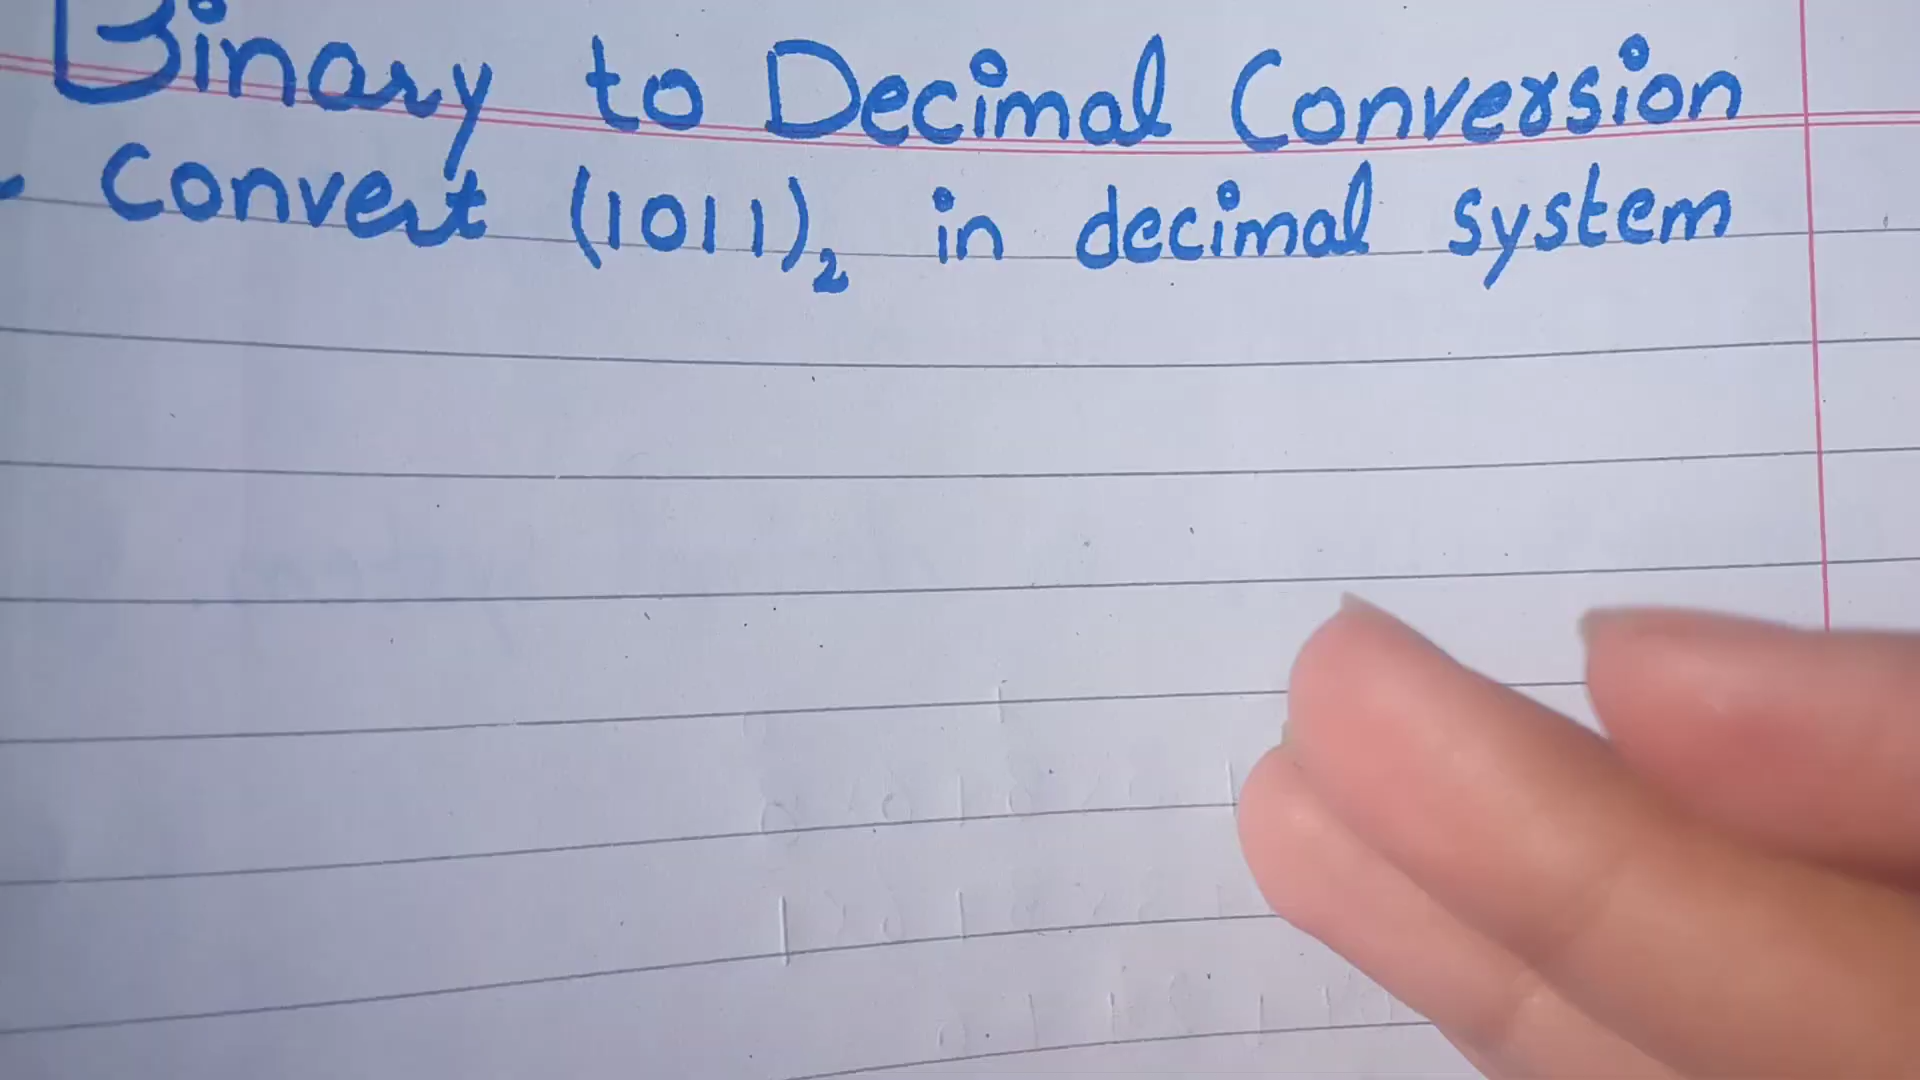 Binary to Decimal Conversion
convert (1011)₂ in decimal system